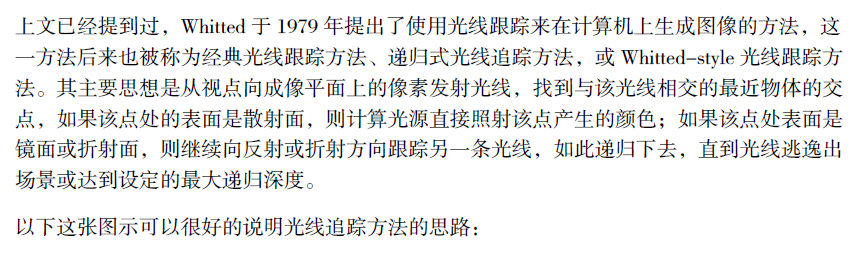 上文已经提到过，Whitted 于 1979 年提出了使用光线跟踪来在计算机上生成图像的方法，这
一方法后来也被称为经典光线跟踪方法、递归式光线追踪方法，或 Whitted-style 光线跟踪方
法。其主要思想是从视点向成像平面上的像素发射光线，找到与该光线相交的最近物体的交
点，如果该点处的表面是散射面，则计算光源直接照射该点产生的颜色；如果该点处表面是
镜面或折射面，则继续向反射或折射方向跟踪另一条光线，如此递归下去，直到光线逃逸出
场景或达到设定的最大递归深度。
以下这张图示可以很好的说明光线追踪方法的思路：